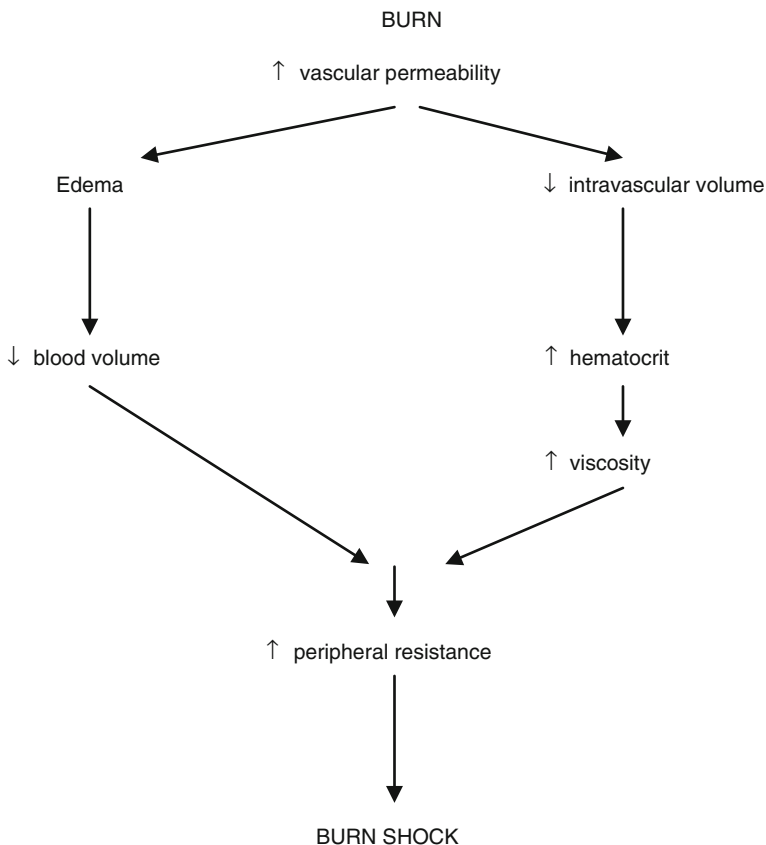 BURN
↑ vascular permeability
Edema
↓ intravascular volume
↓ blood volume
↑ hematocrit
↑ viscosity
↑ peripheral resistance
BURN SHOCK